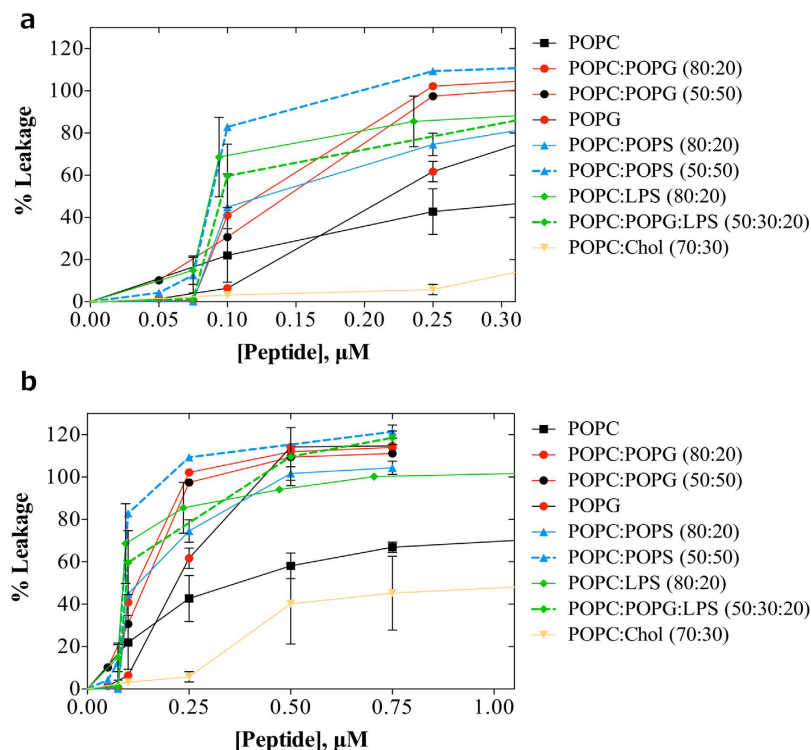 a
% Leakage
120
100
80
60
40
20
0
0.00 0.05 0.10 0.15 0.20 0.25 0.30
[Peptide], µM
POPC
POPC:POPG (80:20)
POPC:POPG (50:50)
POPG
POPC:POPS (80:20)
POPC:POPS (50:50)
POPC:LPS (80:20)
POPC:POPG:LPS (50:30:20)
POPC:Chol (70:30)
b
% Leakage
120
100
80
60
40
20
0
0.00 0.25 0.50 0.75 1.00
[Peptide], µM
POPC
POPC:POPG (80:20)
POPC:POPG (50:50)
POPG
POPC:POPS (80:20)
POPC:POPS (50:50)
POPC:LPS (80:20)
POPC:POPG:LPS (50:30:20)
POPC:Chol (70:30)